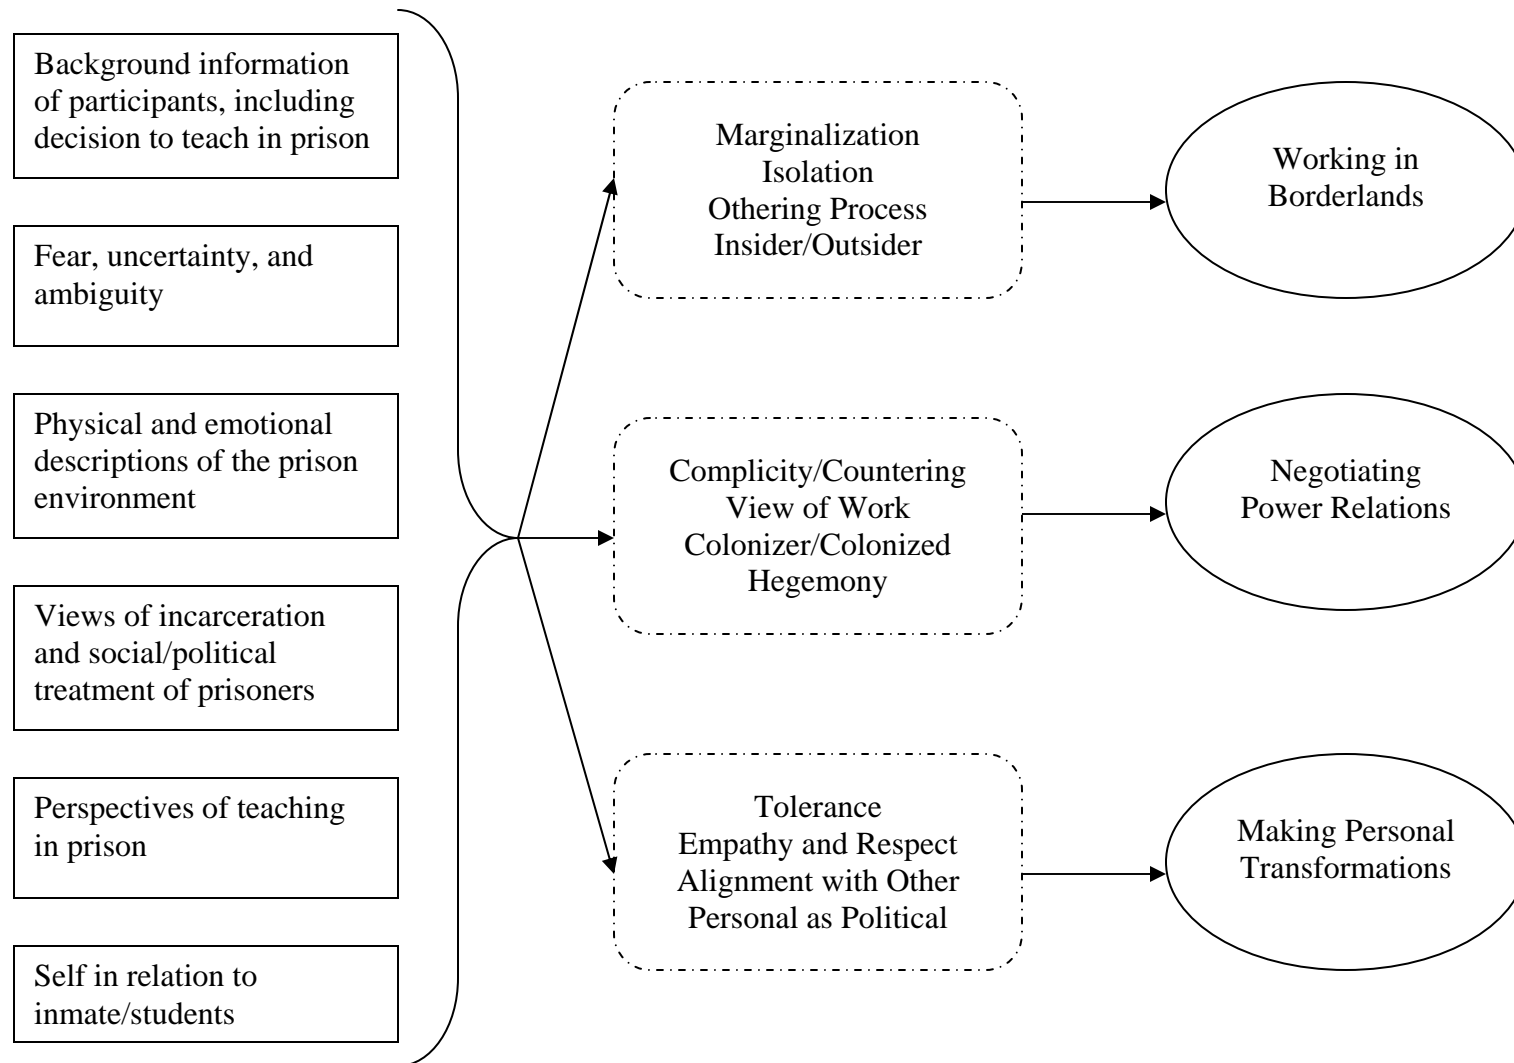 Background information
of participants, including
decision to teach in prison
Fear, uncertainty, and
ambiguity
Physical and emotional
descriptions of the prison
environment
Views of incarceration
and social/political
treatment of prisoners
Perspectives of teaching
in prison
Self in relation to
inmate/students
Marginalization
Isolation
Othering Process
Insider/Outsider
Complicity/Countering
View of Work
Colonizer/Colonized
Hegemony
Tolerance
Empathy and Respect
Alignment with Other
Personal as Political
Working in
Borderlands
Negotiating
Power Relations
Making Personal
Transformations